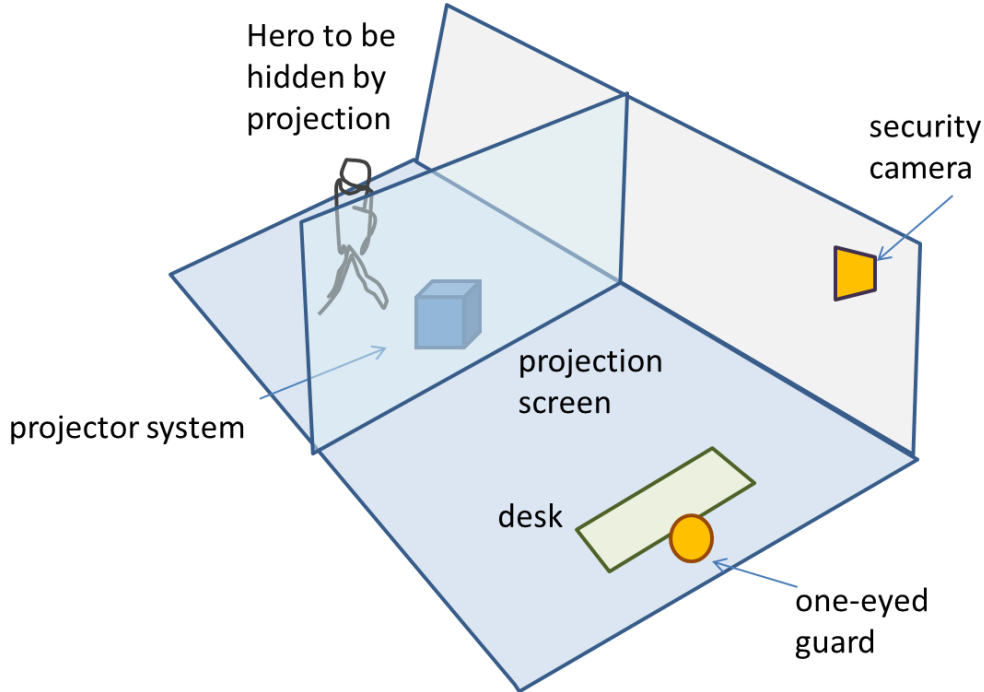 Hero to be
hidden by
projection
security
camera
projection
screen
projector system
desk
one-eyed
guard